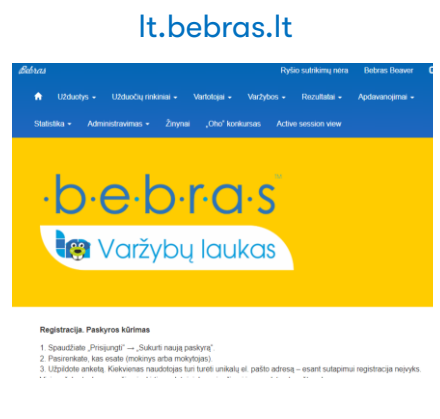 lt.bebras.lt
Bebras Ryšio sutrikimų nėra Bebras Beaver
Užduotys Užduočių rinkiniai Vartotojai Varžybos Rezultatai Apdovanojimai
Statistika Administravimas Žinynai „Oho" konkursas Active session view
·b·e·b·r·a·s™
Varžybų laukas
Registracija. Paskyros kūrimas
1. Spaudžiate „Prisijungti" → „Sukurti naują paskyrą".
2. Pasirenkate, kas esate (mokinys arba mokytojas).
3. Užpildote anketą. Kiekvienas naudotojas turi turėti unikalų el. pašto adresą – esant sutapimui registracija neįvyks.